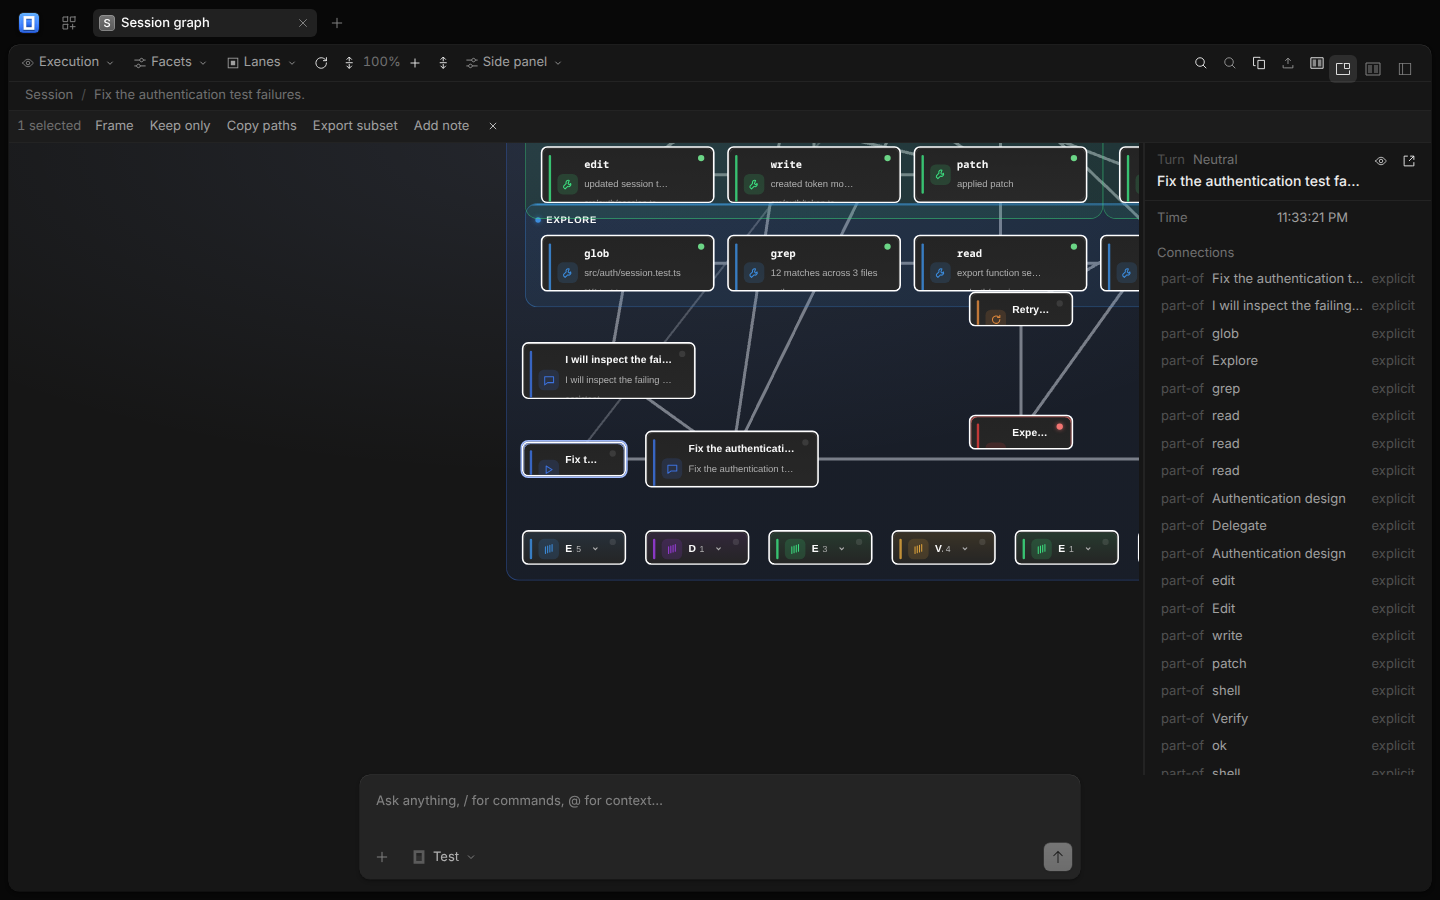 S Session graph
Execution Facets Lanes 100% Side panel
Session / Fix the authentication test failures.
1 selected Frame Keep only Copy paths Export subset Add note
edit
updated session t...
write
created token mo...
patch
applied patch
EXPLORE
glob
src/auth/session.test.ts
grep
12 matches across 3 files
read
export function se...
Retry...
I will inspect the fai...
I will inspect the failing ...
Expe...
Fix t...
Fix the authenticati...
Fix the authentication t...
E 5
D 1
E 3
V. 4
E 1
Turn Neutral
Fix the authentication test fa...
Time 11:33:21 PM
Connections
part-of Fix the authentication t... explicit
part-of I will inspect the failing... explicit
part-of glob explicit
part-of Explore explicit
part-of grep explicit
part-of read explicit
part-of read explicit
part-of read explicit
part-of Authentication design explicit
part-of Delegate explicit
part-of Authentication design explicit
part-of edit explicit
part-of Edit explicit
part-of write explicit
part-of patch explicit
part-of shell explicit
part-of Verify explicit
part-of ok explicit
part-of shell explicit
Ask anything, / for commands, @ for context...
Test